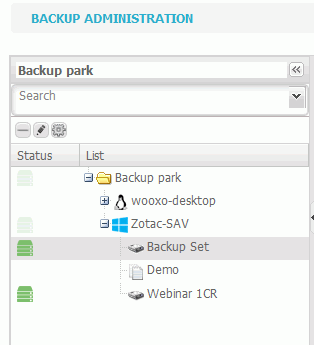 BACKUP ADMINISTRATION
Backup park
Search
Status List
Backup park
wooxo-desktop
Zotac-SAV
Backup Set
Demo
Webinar 1CR